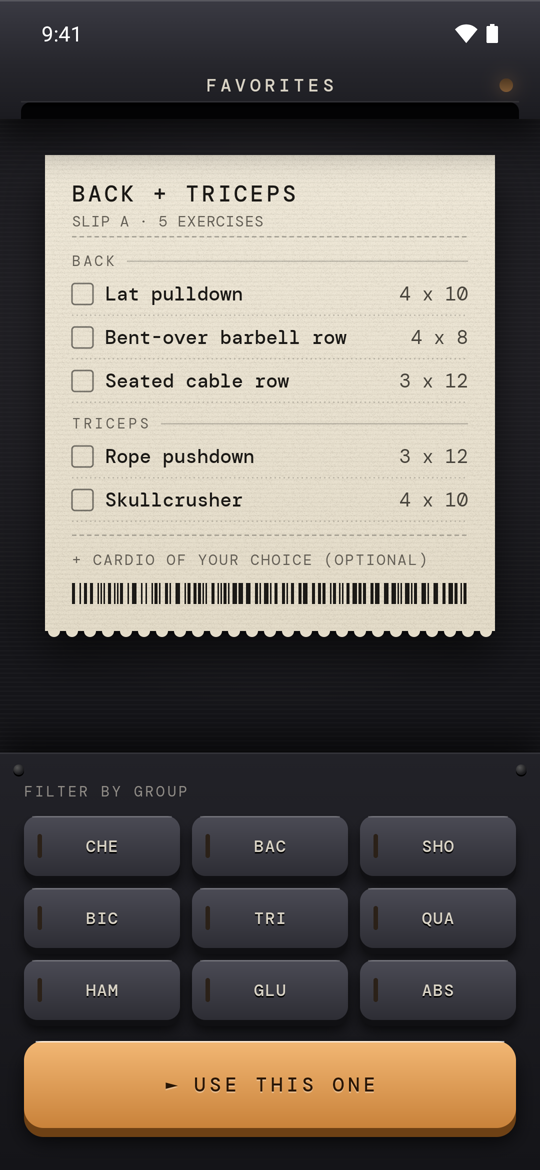 9:41
FAVORITES
BACK + TRICEPS
SLIP A · 5 EXERCISES
BACK
Lat pulldown 4 x 10
Bent-over barbell row 4 x 8
Seated cable row 3 x 12
TRICEPS
Rope pushdown 3 x 12
Skullcrusher 4 x 10
+ CARDIO OF YOUR CHOICE (OPTIONAL)
FILTER BY GROUP
CHE BAC SHO
BIC TRI QUA
HAM GLU ABS
► USE THIS ONE